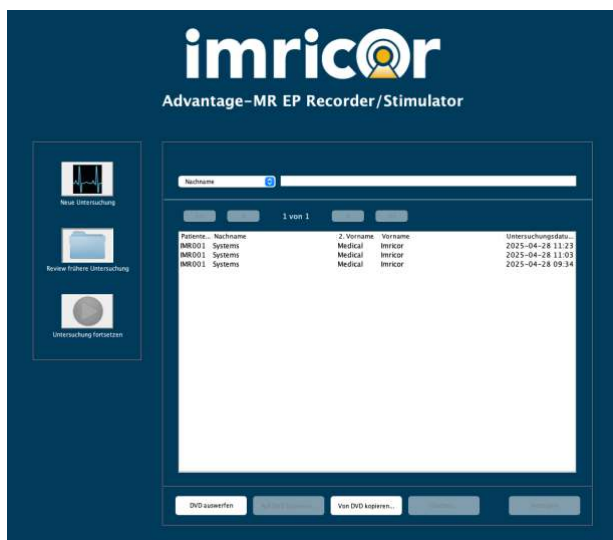 imricor
Advantage-MR EP Recorder/Stimulator
Neue Untersuchung
Review frühere Untersuchung
Untersuchung fortsetzen
Nachname
1 von 1
Patiente... Nachname 2. Vorname Vorname Untersuchungsdatu...
IMR001 Systems Medical Imricor 2025-04-28 11:23
IMR001 Systems Medical Imricor 2025-04-28 11:03
IMR001 Systems Medical Imricor 2025-04-28 09:34
DVD auswerfen Von DVD kopieren...